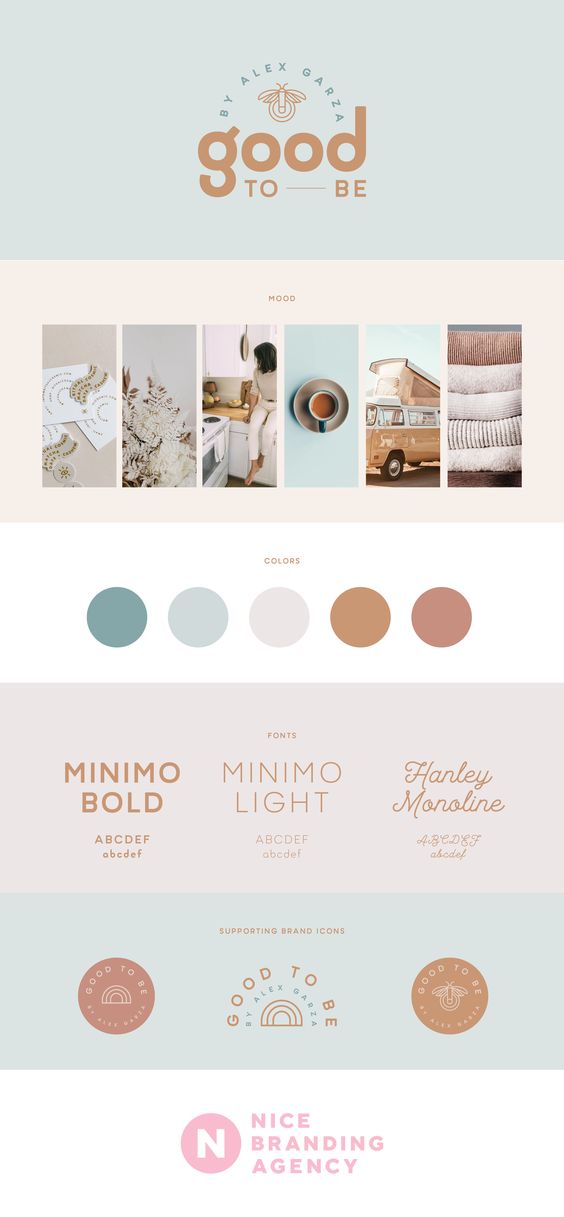 BY ALEX GARZA
good
TO — BE
MOOD
COLORS
FONTS
MINIMO
BOLD
ABCDEF
abcdef
MINIMO
LIGHT
ABCDEF
abcdef
Hanley
Monoline
ABCDEF
abcdef
SUPPORTING BRAND ICONS
GOOD TO BE
BY ALEX GARZA
GOOD TO BE
BY ALEX GARZA
GOOD TO BE
BY ALEX GARZA
N
NICE
BRANDING
AGENCY